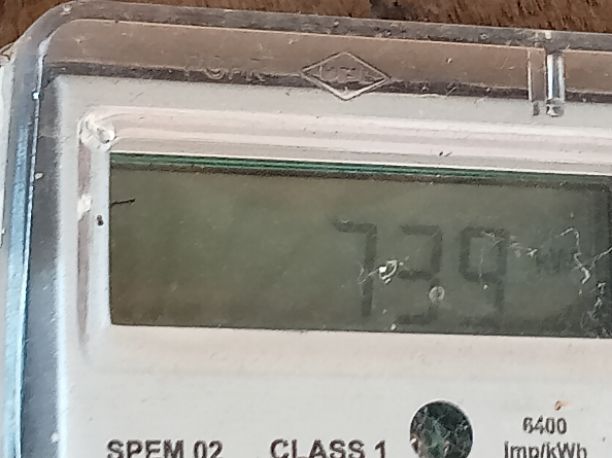 739
SPEM 02 CLASS 1
6400
imp/kWh